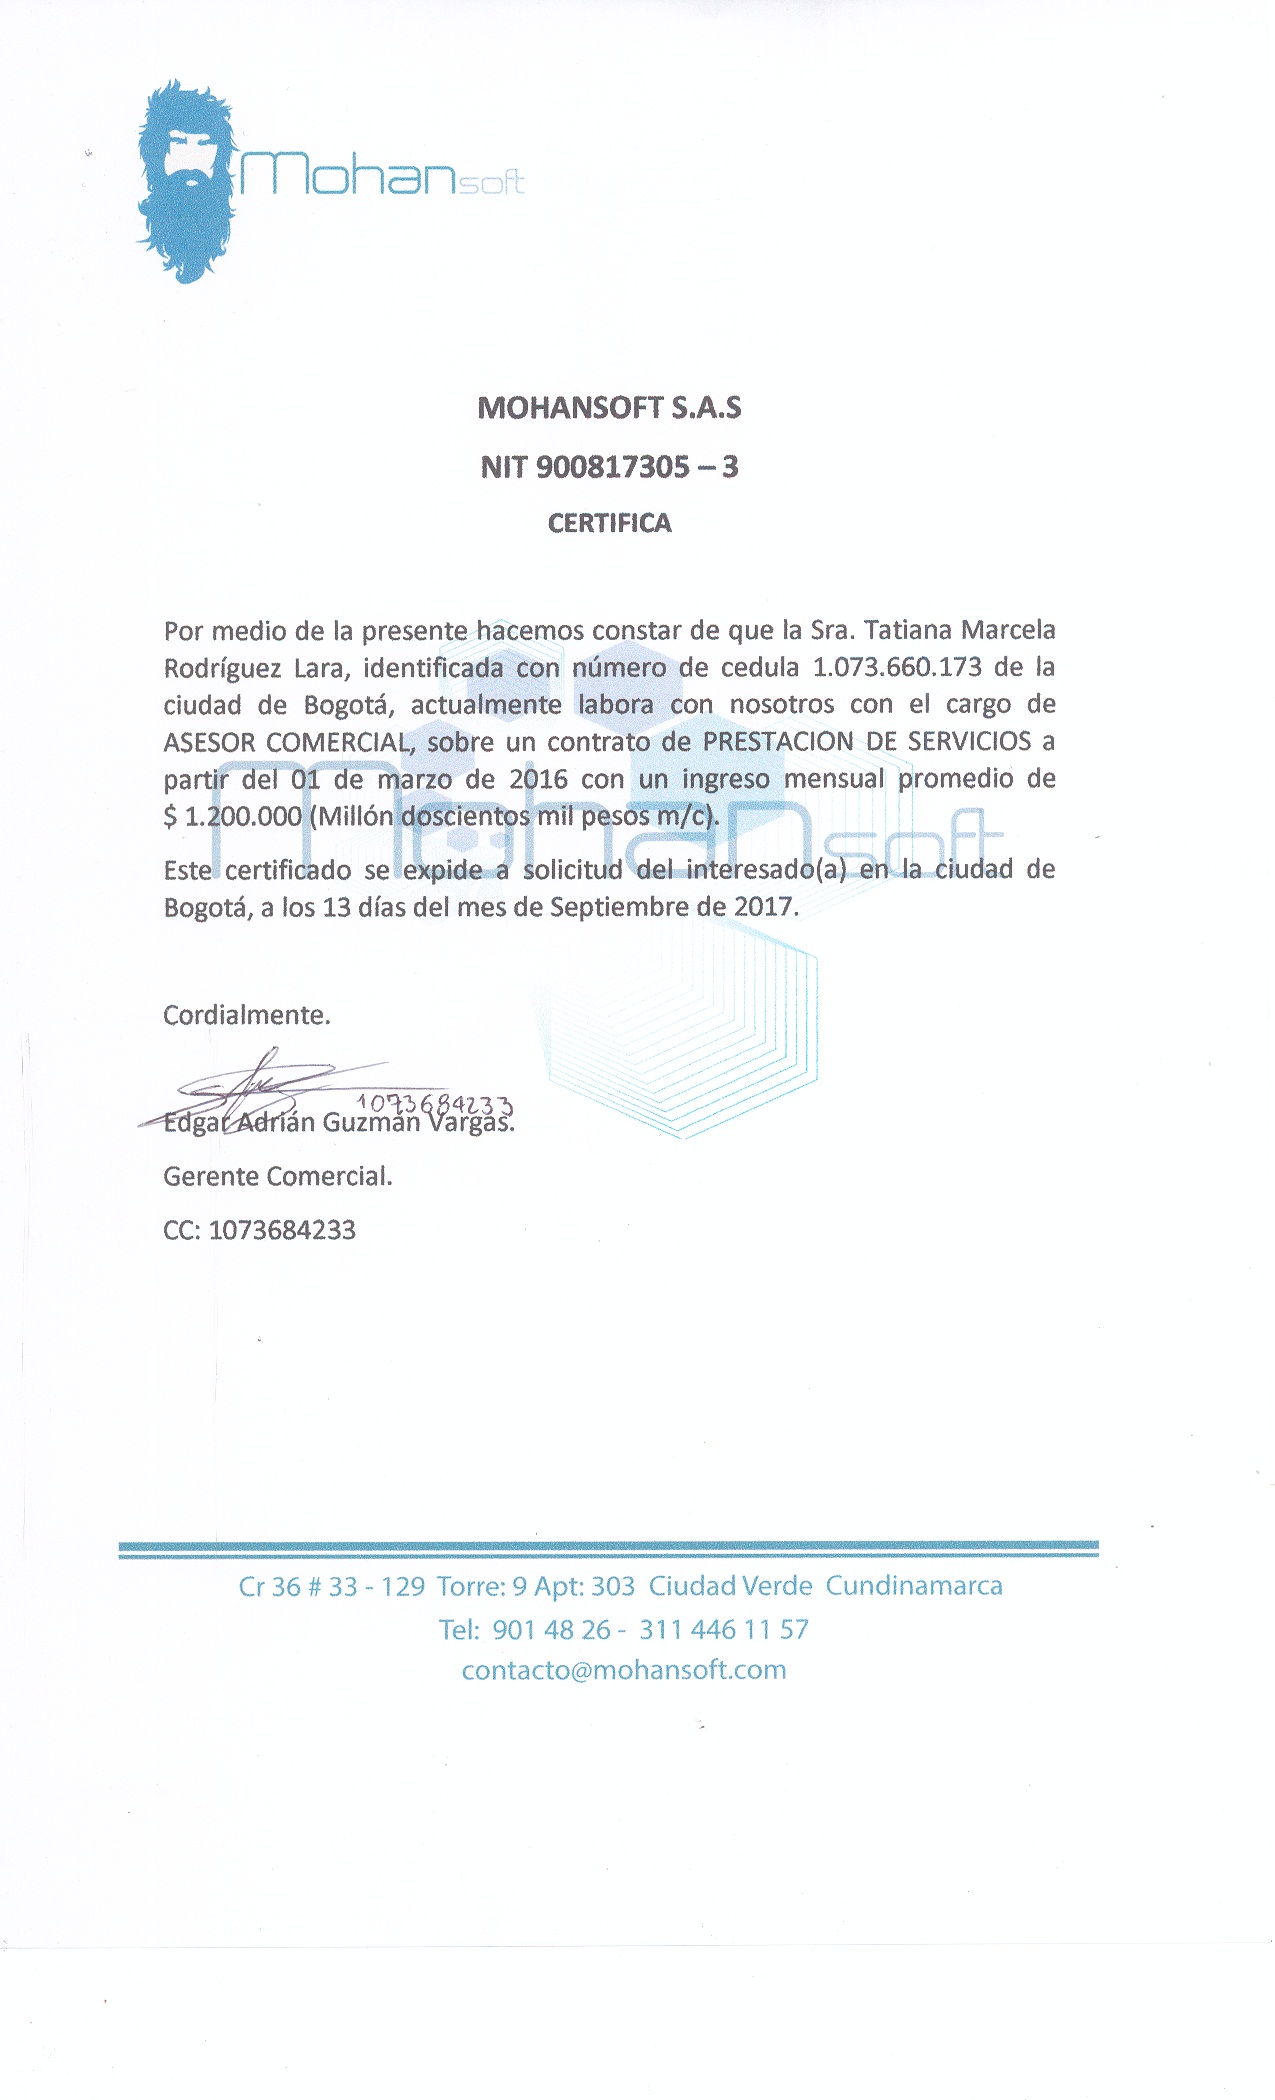 Mohansoft
MOHANSOFT S.A.S
NIT 900817305 – 3
CERTIFICA
Por medio de la presente hacemos constar de que la Sra. Tatiana Marcela
Rodríguez Lara, identificada con número de cedula 1.073.660.173 de la
ciudad de Bogotá, actualmente labora con nosotros con el cargo de
ASESOR COMERCIAL, sobre un contrato de PRESTACION DE SERVICIOS a
partir del 01 de marzo de 2016 con un ingreso mensual promedio de
$ 1.200.000 (Millón doscientos mil pesos m/c).
Mohansoft
Este certificado se expide a solicitud del interesado(a) en la ciudad de
Bogotá, a los 13 días del mes de Septiembre de 2017.
Cordialmente.
1073684233
Edgar Adrián Guzmán Vargas.
Gerente Comercial.
CC: 1073684233
Cr 36 # 33 - 129 Torre: 9 Apt: 303 Ciudad Verde Cundinamarca
Tel: 901 48 26 - 311 446 11 57
contacto@mohansoft.com